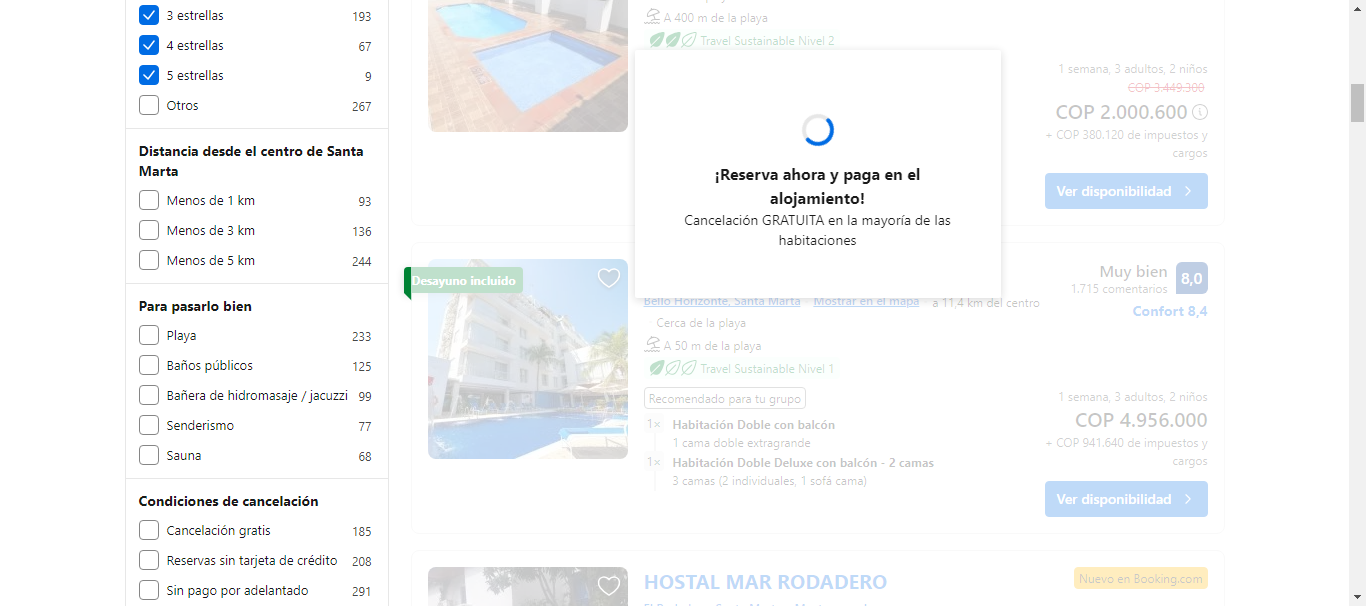 3 estrellas 193
4 estrellas 67
5 estrellas 9
Otros 267
Distancia desde el centro de Santa
Marta
Menos de 1 km 93
Menos de 3 km 136
Menos de 5 km 244
Para pasarlo bien
Playa 233
Baños públicos 125
Bañera de hidromasaje / jacuzzi 99
Senderismo 77
Sauna 68
Condiciones de cancelación
Cancelación gratis 185
Reservas sin tarjeta de crédito 208
Sin pago por adelantado 291
A 400 m de la playa
Travel Sustainable Nivel 2
1 semana, 3 adultos, 2 niños
COP 3.449.300
COP 2.000.600
+ COP 380.120 de impuestos y
cargos
Ver disponibilidad
¡Reserva ahora y paga en el
alojamiento!
Cancelación GRATUITA en la mayoría de las
habitaciones
Desayuno incluido
Muy bien 8,0
1.715 comentarios
Confort 8,4
Bello Horizonte, Santa Marta Mostrar en el mapa a 11,4 km del centro
Cerca de la playa
A 50 m de la playa
Travel Sustainable Nivel 1
Recomendado para tu grupo
1× Habitación Doble con balcón
1 cama doble extragrande
1× Habitación Doble Deluxe con balcón - 2 camas
3 camas (2 individuales, 1 sofá cama)
1 semana, 3 adultos, 2 niños
COP 4.956.000
+ COP 941.640 de impuestos y
cargos
Ver disponibilidad
HOSTAL MAR RODADERO
Nuevo en Booking.com